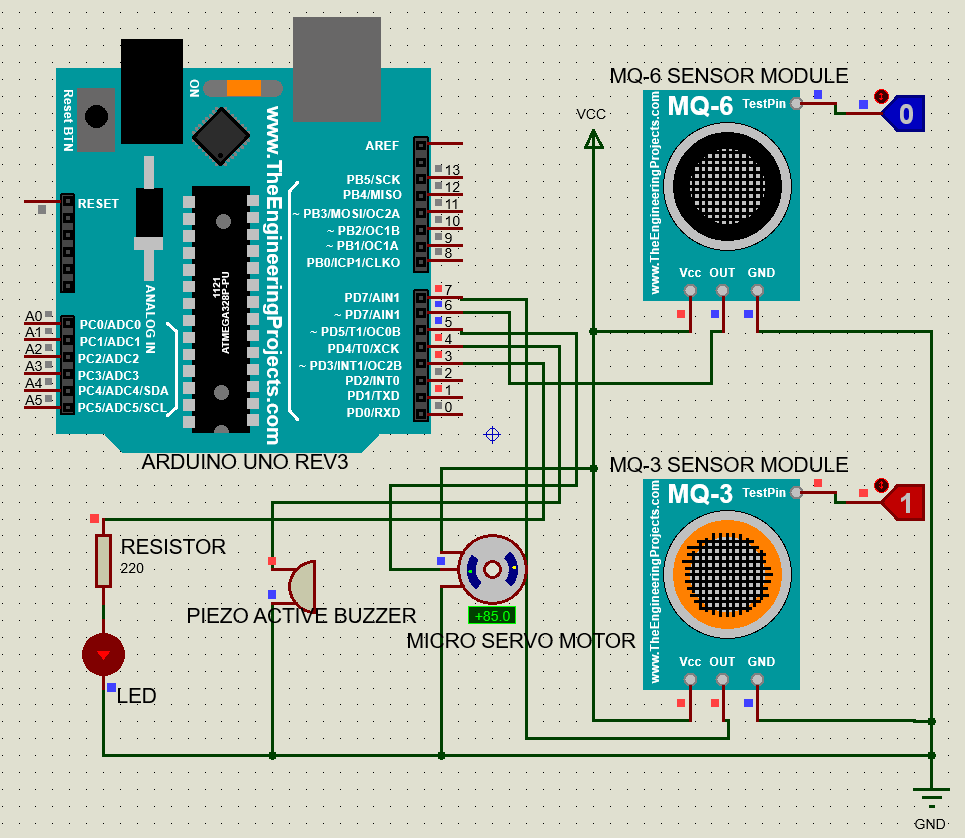 MQ-6 SENSOR MODULE
MQ-6
TestPin
0
www.TheEngineeringProjects.com
Vcc OUT GND
VCC
Reset BTN
ON
www.TheEngineeringProjects.com
RESET
ANALOG IN
1121
ATMEGA328P-PU
AREF
PB5/SCK 13
PB4/MISO 12
~ PB3/MOSI/OC2A 11
~ PB2/OC1B 10
~ PB1/OC1A 9
PB0/ICP1/CLKO 8
PD7/AIN1 7
~ PD7/AIN1 6
~ PD5/T1/OC0B 5
PD4/T0/XCK 4
~ PD3/INT1/OC2B 3
PD2/INT0 2
PD1/TXD 1
PD0/RXD 0
A0 PC0/ADC0
A1 PC1/ADC1
A2 PC2/ADC2
A3 PC3/ADC3
A4 PC4/ADC4/SDA
A5 PC5/ADC5/SCL
ARDUINO UNO REV3
MQ-3 SENSOR MODULE
MQ-3
TestPin
1
www.TheEngineeringProjects.com
Vcc OUT GND
RESISTOR
220
PIEZO ACTIVE BUZZER
+85.0
MICRO SERVO MOTOR
LED
GND